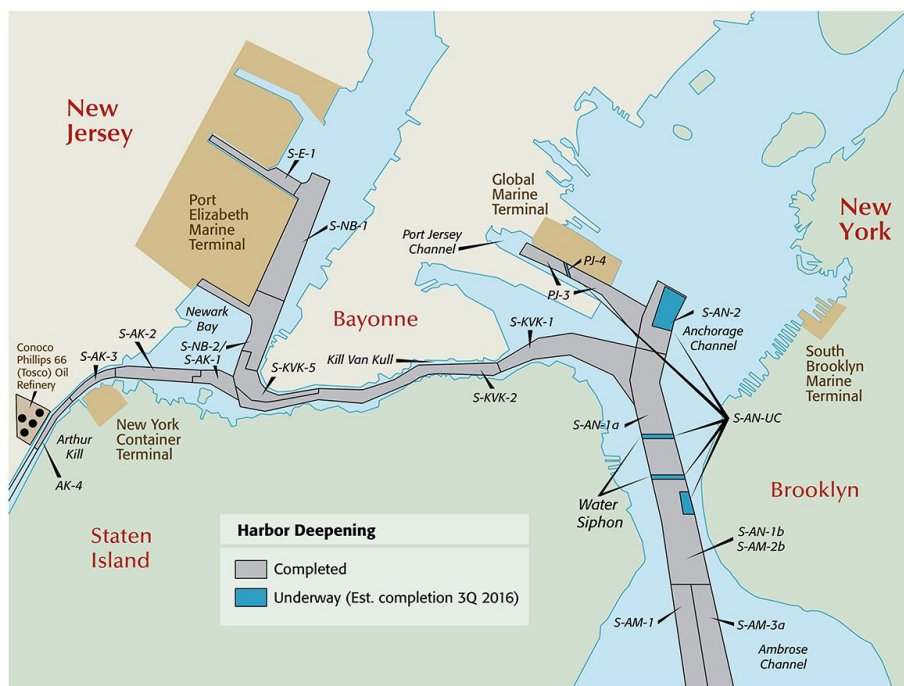 New
Jersey
S-E-1
Port
Elizabeth
Marine
Terminal
S-NB-1
Global
Marine
Terminal
Port Jersey
Channel
PJ-4
PJ-3
New
York
S-AN-2
Anchorage
Channel
South
Brooklyn
Marine
Terminal
Newark
Bay
Bayonne
S-KVK-1
S-AK-2
S-NB-2/
S-AK-1
S-AK-3
Conoco
Phillips 66
(Tosco) Oil
Refinery
S-KVK-5
Kill Van Kull
S-KVK-2
New York
Container
Terminal
Arthur
Kill
AK-4
S-AN-1a
S-AN-UC
Water
Siphon
Brooklyn
Staten
Island
S-AN-1b
S-AM-2b
Harbor Deepening
Completed
Underway (Est. completion 3Q 2016)
S-AM-1
S-AM-3a
Ambrose
Channel